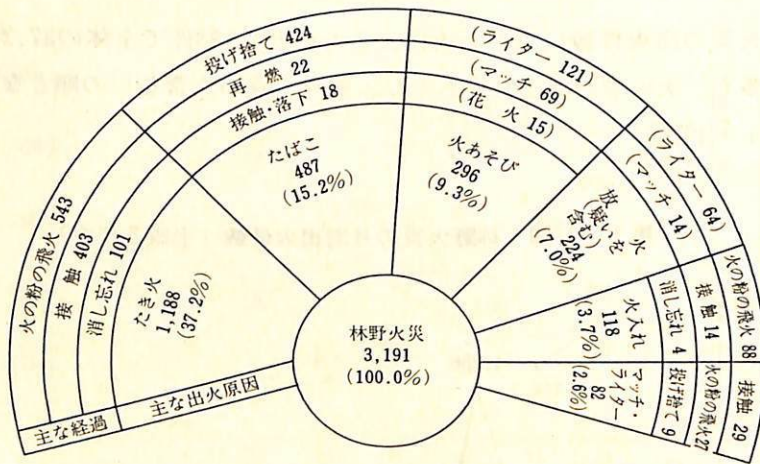 火の粉の飛火 543
接 触 403
消し忘れ 101
たき火
1,188
(37.2%)
投げ捨て 424
再 燃 22
接触・落下 18
たばこ
487
(15.2%)
(ライター 121)
(マッチ 69)
(花 火 15)
火あそび
296
(9.3%)
(ライター 64)
(マッチ 14)
放 火
(疑いを
含む)
224
(7.0%)
火の粉の飛火 88
接 触 14
消し忘れ 4
火入れ
118
(3.7%)
接触 29
火の粉の飛火27
投げ捨て 9
マッチ・
ライター
82
(2.6%)
林野火災
3,191
(100.0%)
主な経過
主な出火原因